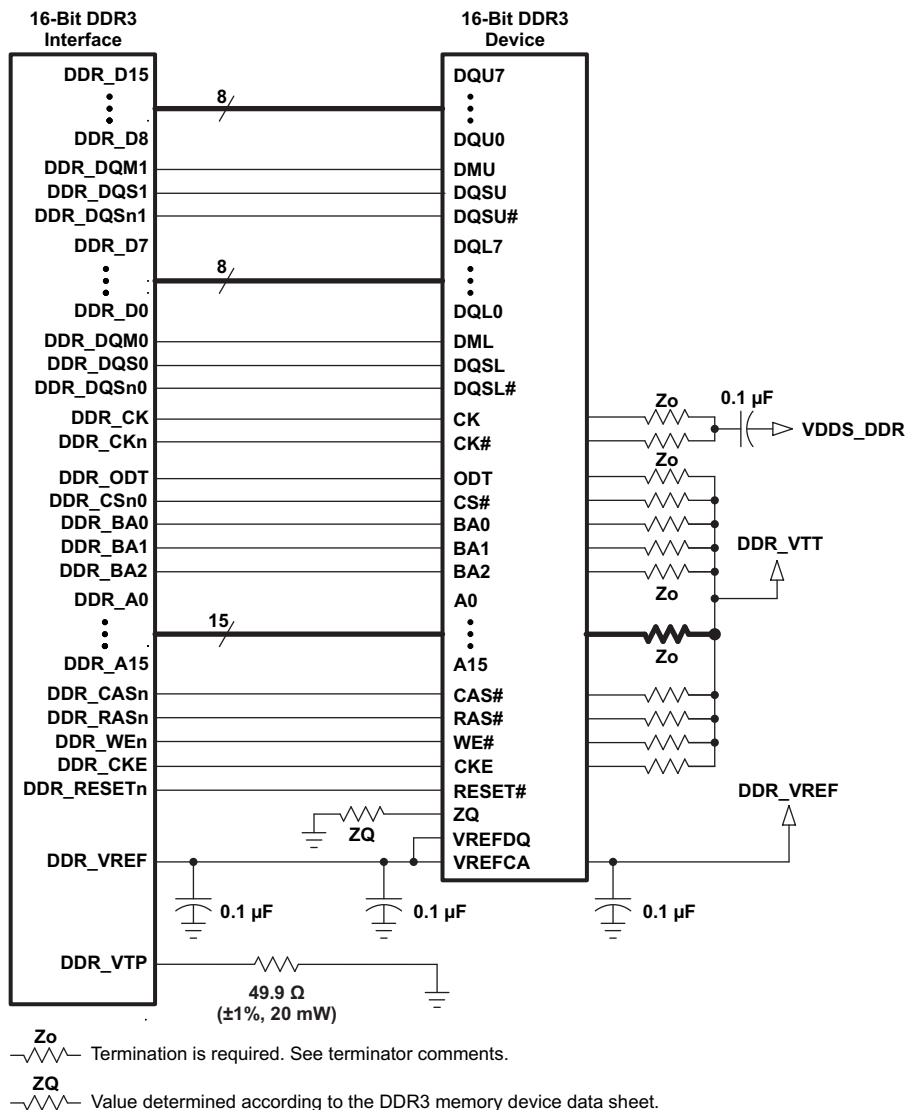 16-Bit DDR3
Interface
16-Bit DDR3
Device
DDR_D15
8
DQU7
DDR_D8
DQU0
DDR_DQM1
DMU
DDR_DQS1
DQSU
DDR_DQSn1
DQSU#
DDR_D7
8
DQL7
DDR_D0
DQL0
DDR_DQM0
DML
DDR_DQS0
DQSL
DDR_DQSn0
DQSL#
Zo
0.1 µF
DDR_CK
CK
VDDS_DDR
DDR_CKn
CK#
Zo
DDR_ODT
ODT
DDR_CSn0
CS#
DDR_BA0
BA0
DDR_BA1
BA1
DDR_VTT
DDR_BA2
BA2
Zo
DDR_A0
A0
15
Zo
DDR_A15
A15
DDR_CASn
CAS#
DDR_RASn
RAS#
DDR_WEn
WE#
DDR_CKE
CKE
DDR_RESETn
RESET#
DDR_VREF
ZQ
ZQ
VREFDQ
DDR_VREF
VREFCA
0.1 µF
0.1 µF
0.1 µF
DDR_VTP
49.9 Ω
(±1%, 20 mW)
Zo
Termination is required. See terminator comments.
ZQ
Value determined according to the DDR3 memory device data sheet.